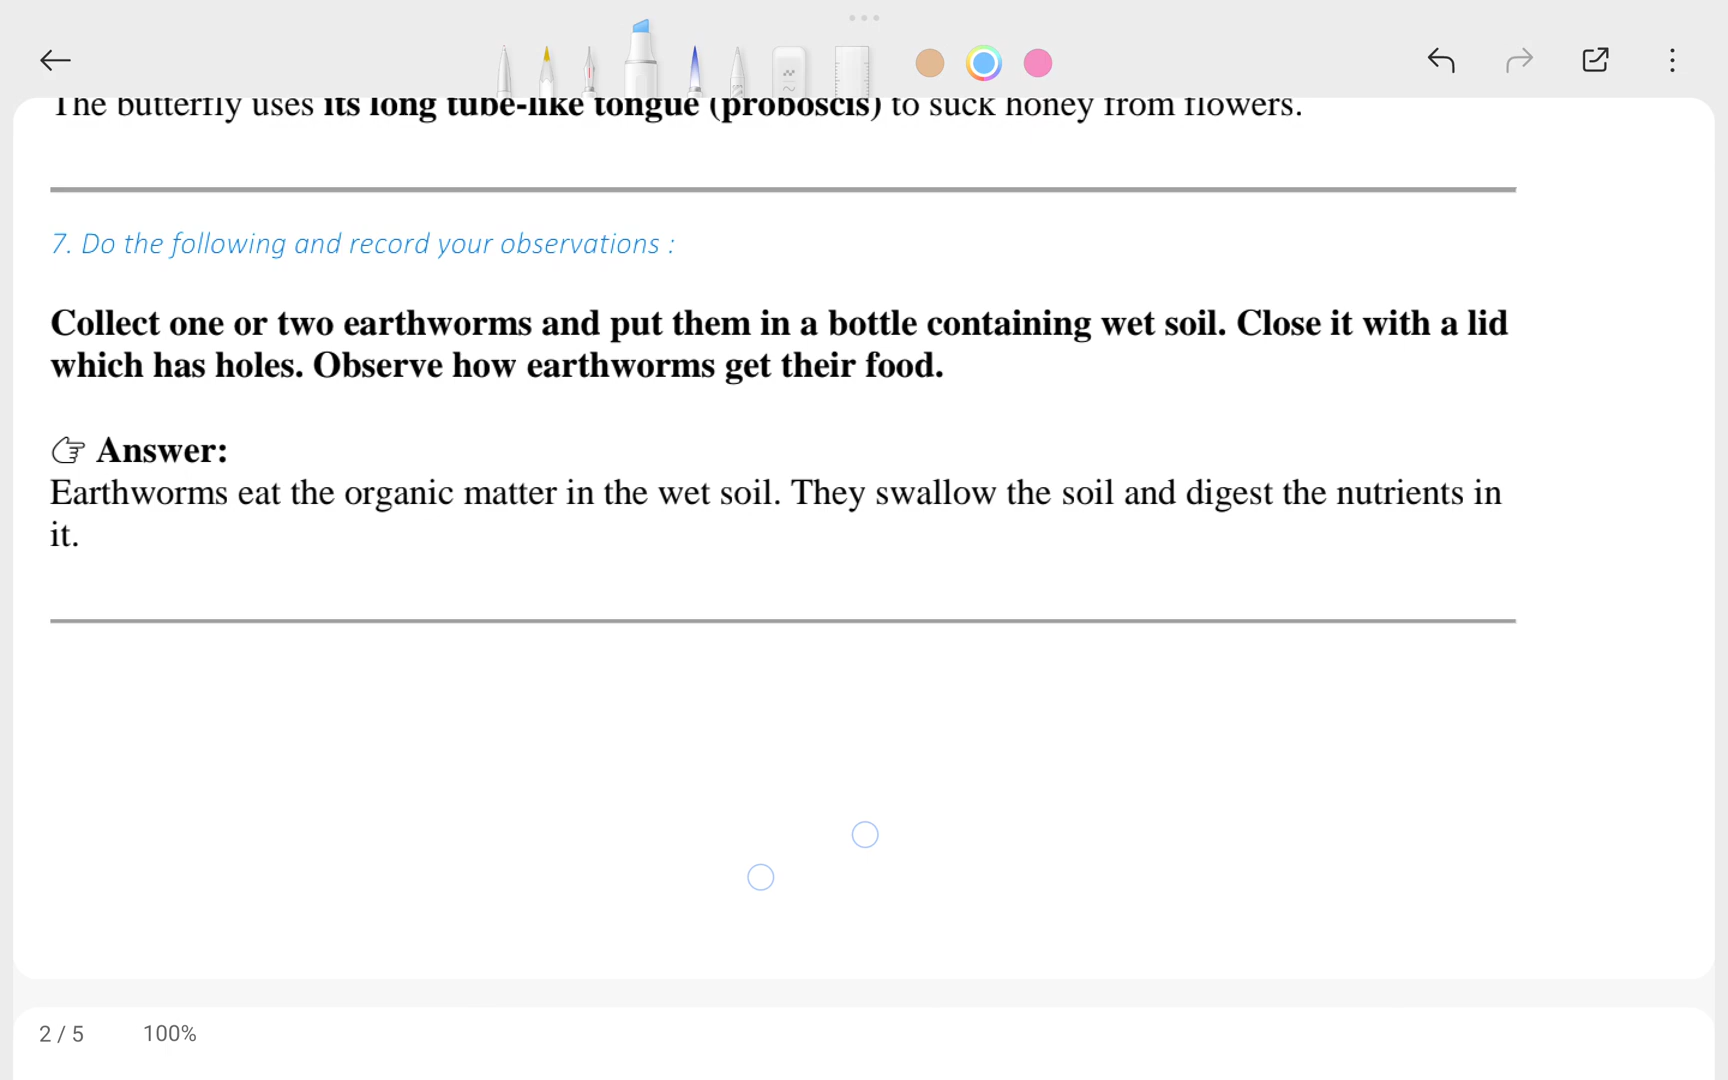 The butterfly uses its long tube-like tongue (proboscis) to suck honey from flowers.
7. Do the following and record your observations :
Collect one or two earthworms and put them in a bottle containing wet soil. Close it with a lid
which has holes. Observe how earthworms get their food.
👉 Answer:
Earthworms eat the organic matter in the wet soil. They swallow the soil and digest the nutrients in
it.
2 / 5 100%